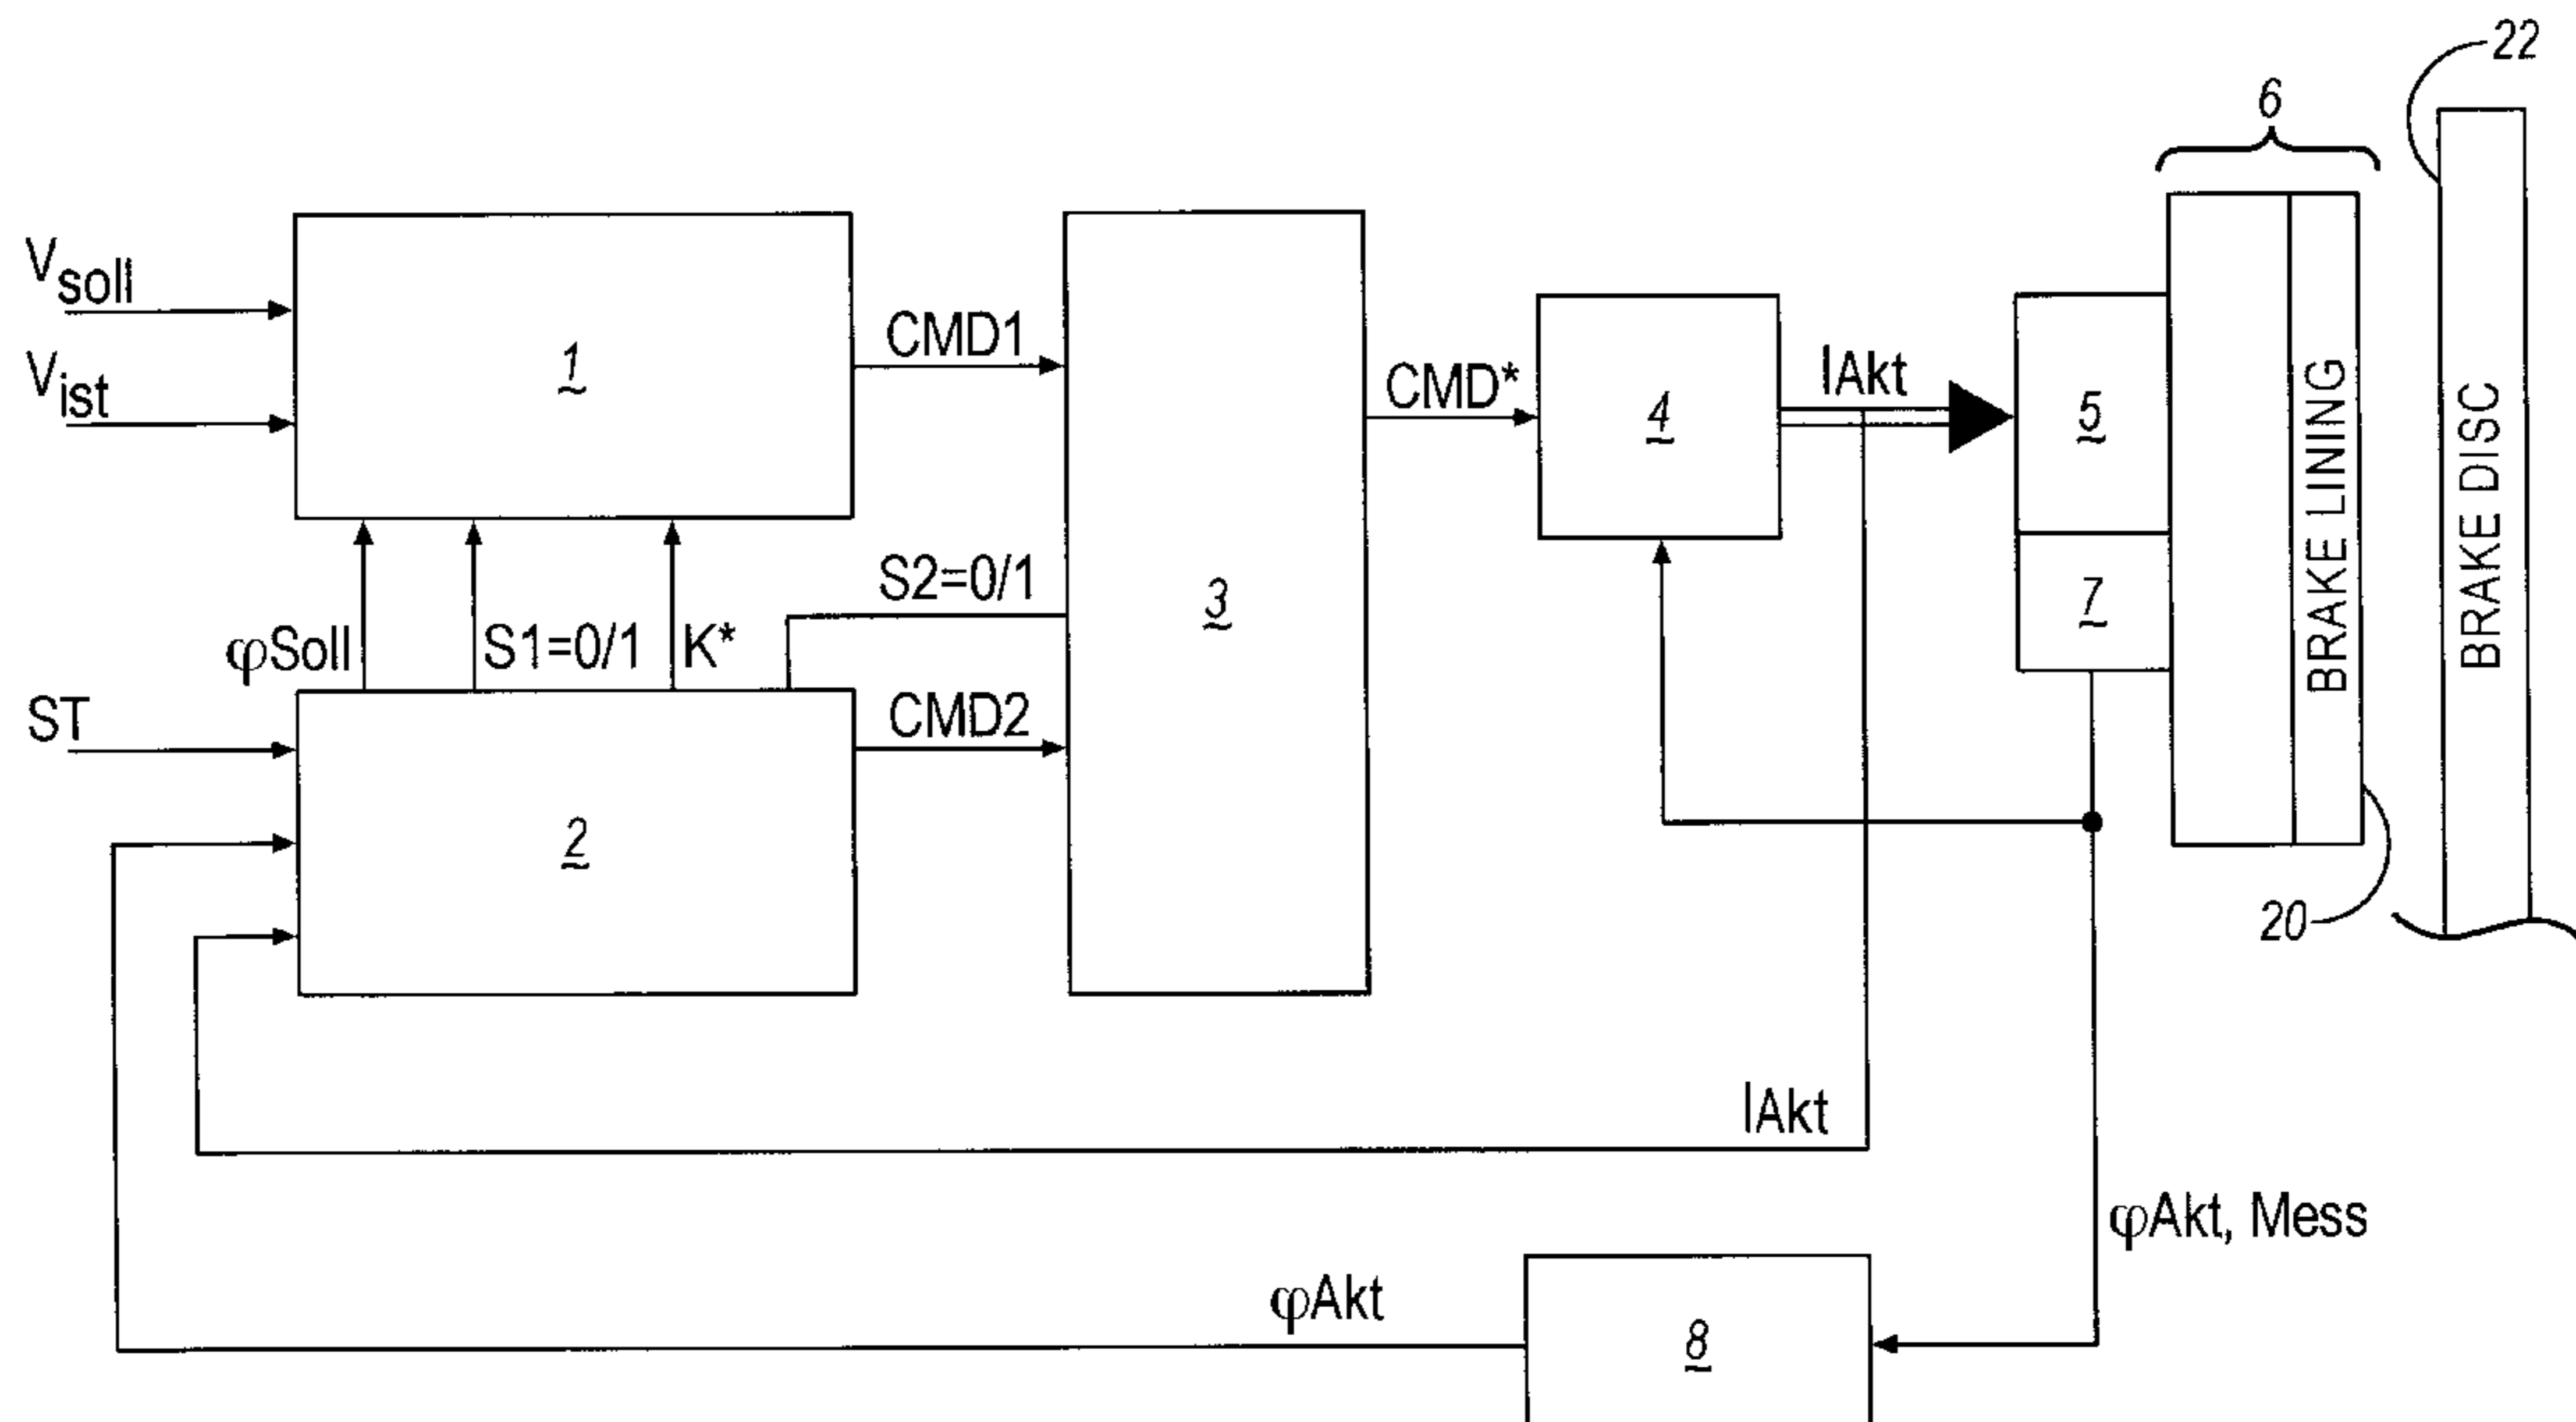 22
6
Vsoll
Vist
1
CMD1
CMD*
4
IAkt
5
7
BRAKE LINING
BRAKE DISC
S2=0/1
3
φSoll
S1=0/1
K*
ST
CMD2
2
20
IAkt
φAkt, Mess
φAkt
8